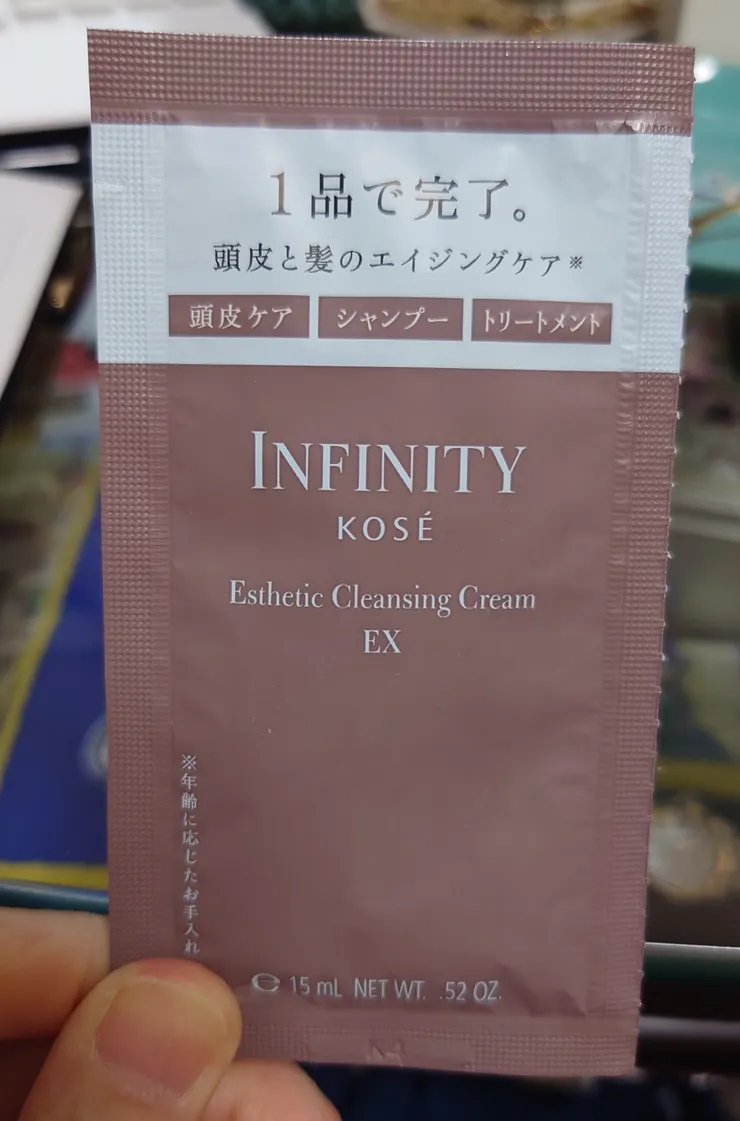 1品で完了。
頭皮と髪のエイジングケア※
頭皮ケア シャンプー トリートメント
INFINITY
KOSÉ
Esthetic Cleansing Cream
EX
※年齢に応じたお手入れ
℮ 15 mL NET WT. .52 OZ.